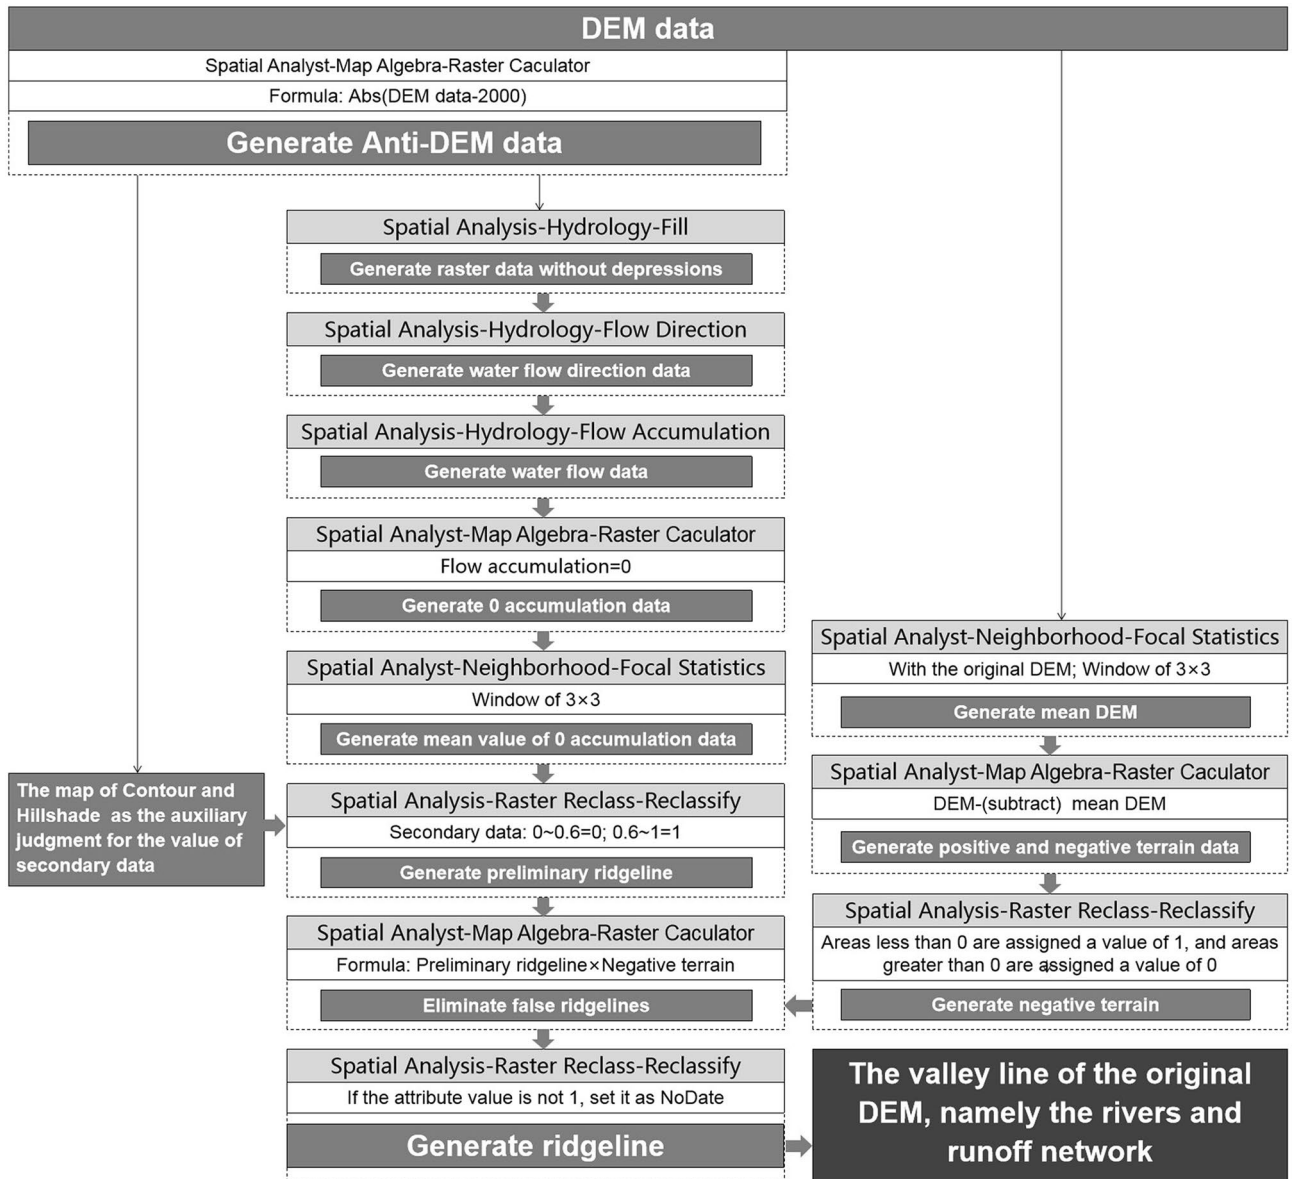 DEM data
Spatial Analyst-Map Algebra-Raster Caculator
Formula: Abs(DEM data-2000)
Generate Anti-DEM data
Spatial Analysis-Hydrology-Fill
Generate raster data without depressions
Spatial Analysis-Hydrology-Flow Direction
Generate water flow direction data
Spatial Analysis-Hydrology-Flow Accumulation
Generate water flow data
Spatial Analyst-Map Algebra-Raster Caculator
Flow accumulation=0
Generate 0 accumulation data
Spatial Analyst-Neighborhood-Focal Statistics
Window of 3×3
Generate mean value of 0 accumulation data
The map of Contour and
Hillshade as the auxiliary
judgment for the value of
secondary data
Spatial Analysis-Raster Reclass-Reclassify
Secondary data: 0~0.6=0; 0.6~1=1
Generate preliminary ridgeline
Spatial Analyst-Map Algebra-Raster Caculator
Formula: Preliminary ridgeline×Negative terrain
Eliminate false ridgelines
Spatial Analysis-Raster Reclass-Reclassify
If the attribute value is not 1, set it as NoDate
Generate ridgeline
Spatial Analyst-Neighborhood-Focal Statistics
With the original DEM; Window of 3×3
Generate mean DEM
Spatial Analyst-Map Algebra-Raster Caculator
DEM-(subtract) mean DEM
Generate positive and negative terrain data
Spatial Analysis-Raster Reclass-Reclassify
Areas less than 0 are assigned a value of 1, and areas
greater than 0 are assigned a value of 0
Generate negative terrain
The valley line of the original
DEM, namely the rivers and
runoff network